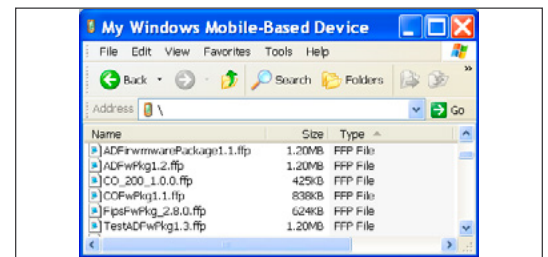 My Windows Mobile-Based Device
File Edit View Favorites Tools Help
Back Search Folders »
Address \ Go
Name Size Type
ADFirwmwarePackage1.1.ffp 1.20MB FFP File
ADFwPkg1.2.ffp 1.20MB FFP File
CO_200_1.0.0.ffp 425KB FFP File
COFwPkg1.1.ffp 838KB FFP File
FipsFwPkg_2.8.0.ffp 624KB FFP File
TestADFwPkg1.3.ffp 1.20MB FFP File